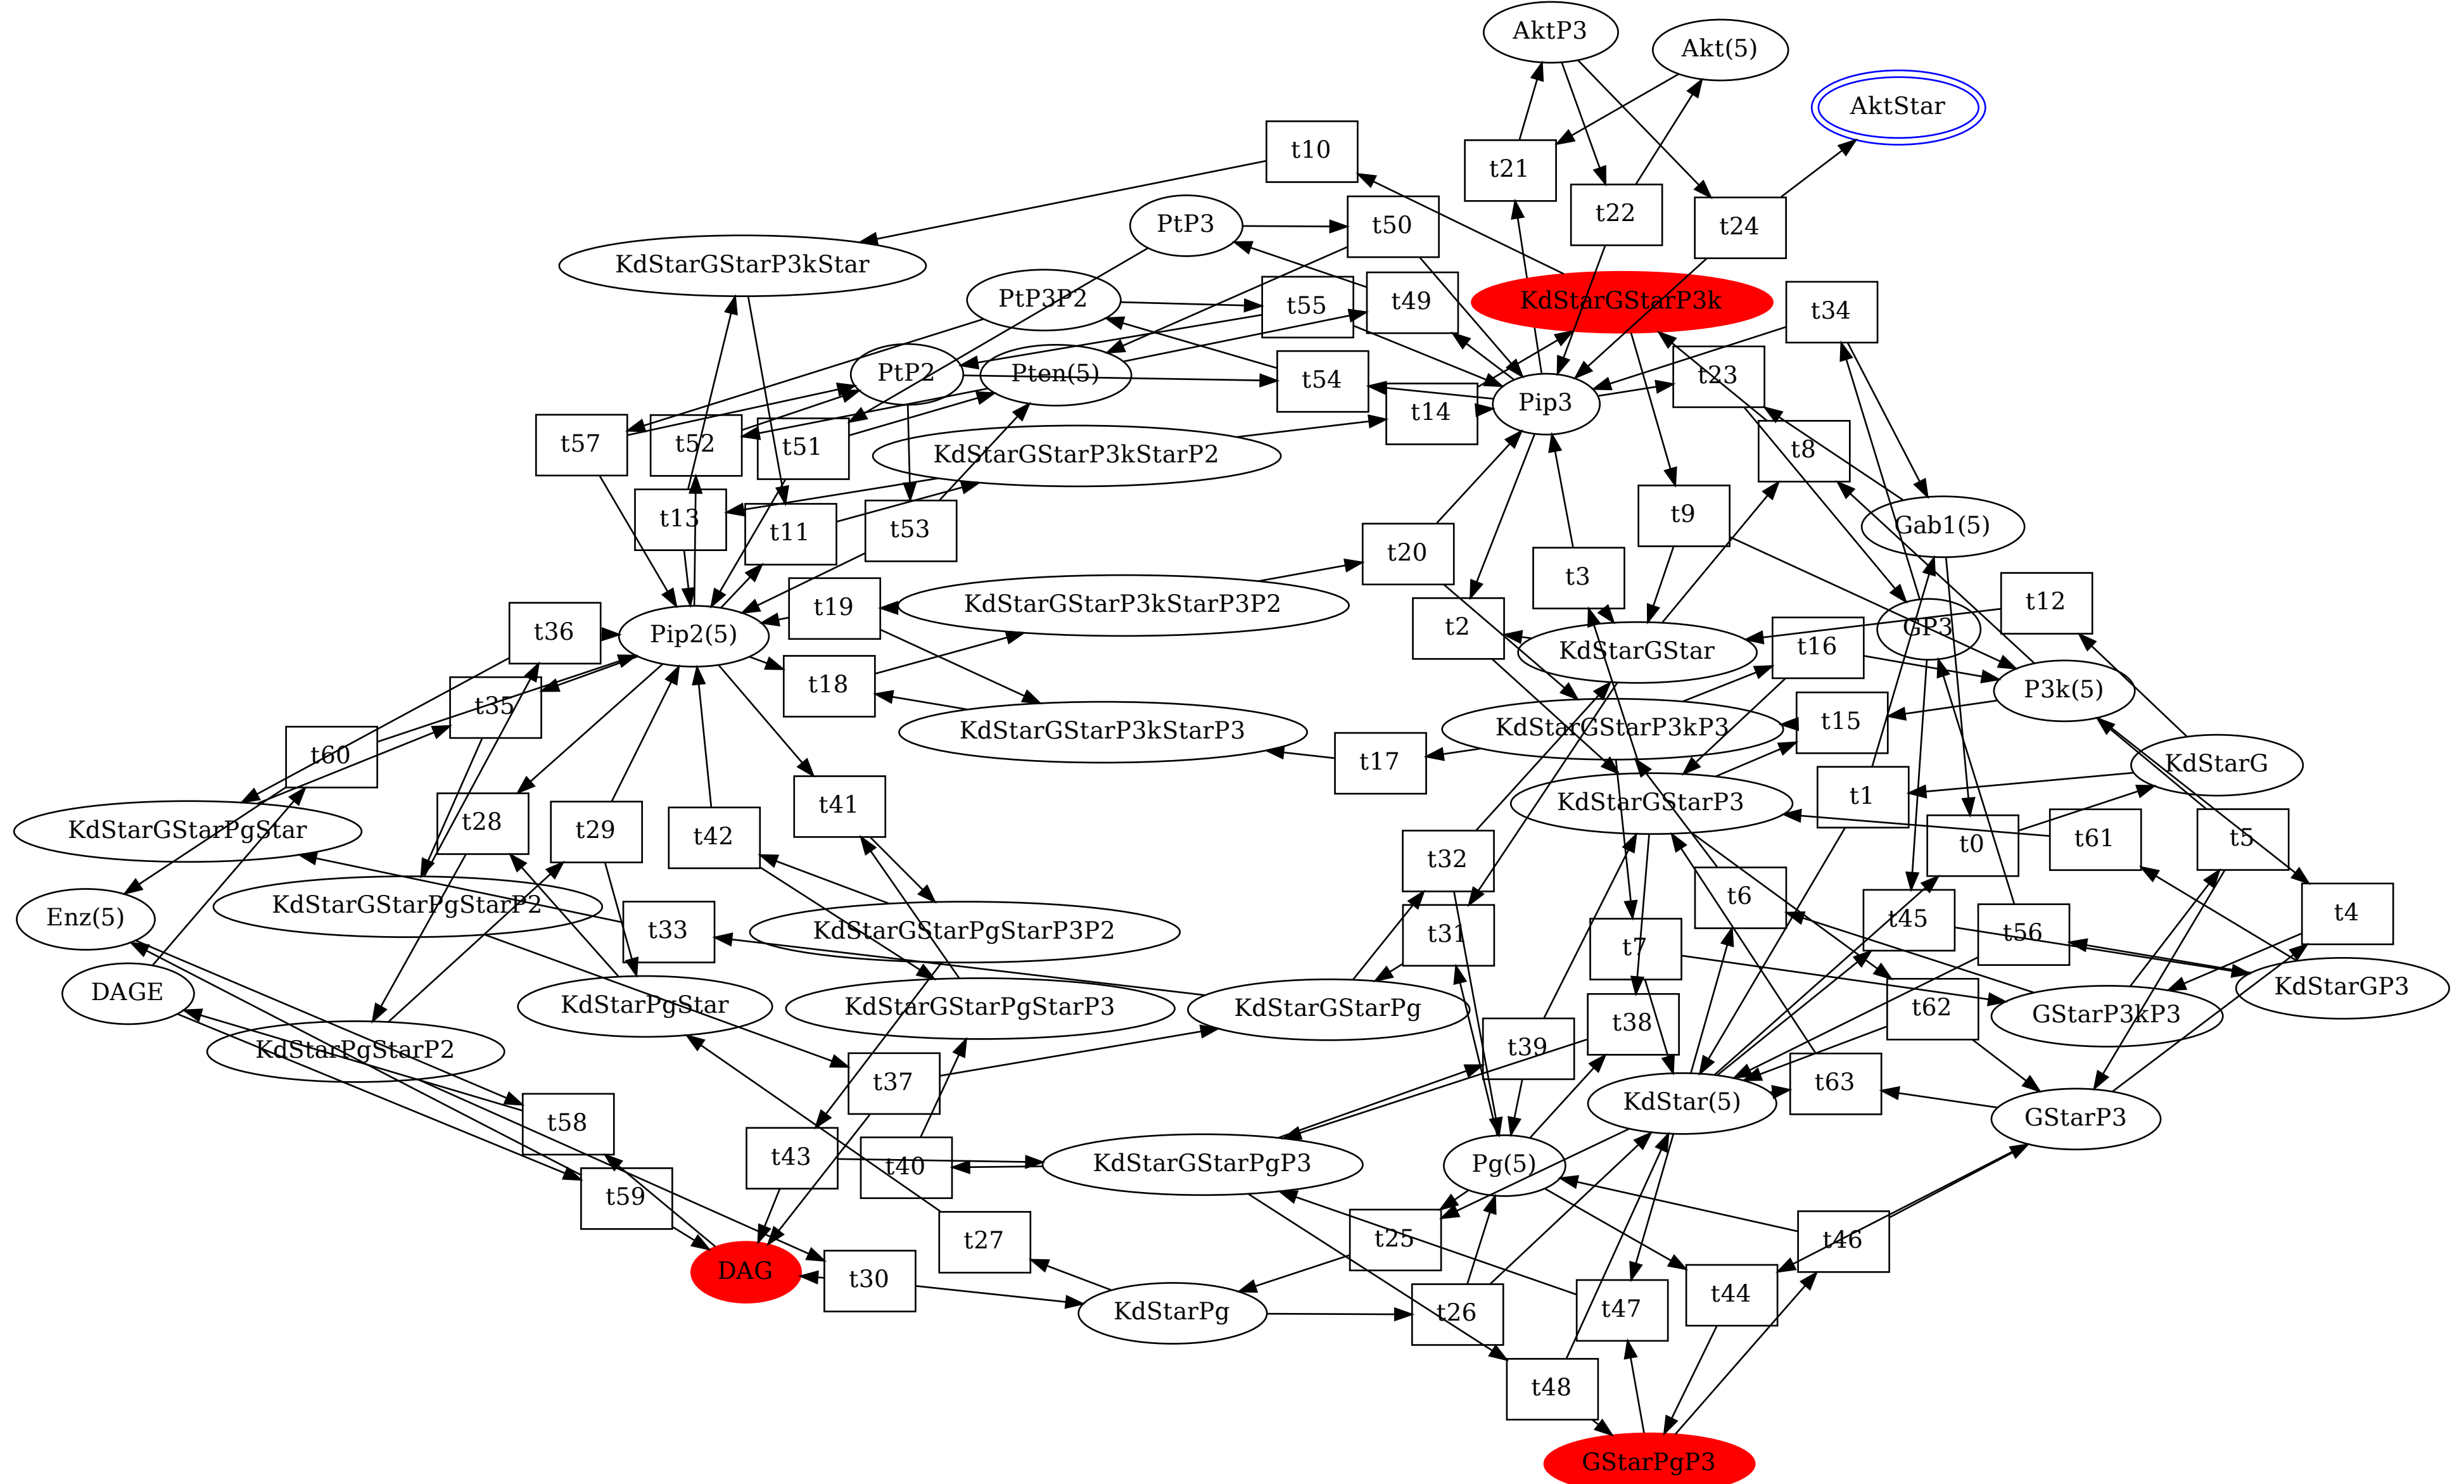 AktP3
Akt(5)
AktStar
t10
t21
t22
t24
PtP3
t50
KdStarGStarP3kStar
PtP3P2
t55
t49
KdStarGStarP3k
t34
PtP2
Pten(5)
t54
t14
Pip3
t23
t57
t52
t51
KdStarGStarP3kStarP2
t8
t13
t11
t53
t9
Gab1(5)
t20
t3
t12
t36
Pip2(5)
t19
KdStarGStarP3kStarP3P2
t2
KdStarGStar
t16
GP3
t35
t18
P3k(5)
t60
KdStarGStarP3kStarP3
t17
KdStarGStarP3kP3
t15
KdStarG
KdStarGStarPgStar
t28
t29
t42
t41
KdStarGStarP3
t1
t0
t61
t5
t32
Enz(5)
KdStarGStarPgStarP2
t33
KdStarGStarPgStarP3P2
t31
t7
t6
t45
t56
t4
DAGE
KdStarPgStar
KdStarGStarPgStarP3
KdStarGStarPg
t38
t62
GStarP3kP3
KdStarGP3
KdStarPgStarP2
t39
t37
KdStar(5)
t63
GStarP3
t58
t43
t40
KdStarGStarPgP3
Pg(5)
t59
t27
t25
t46
DAG
t30
KdStarPg
t26
t47
t44
t48
GStarPgP3